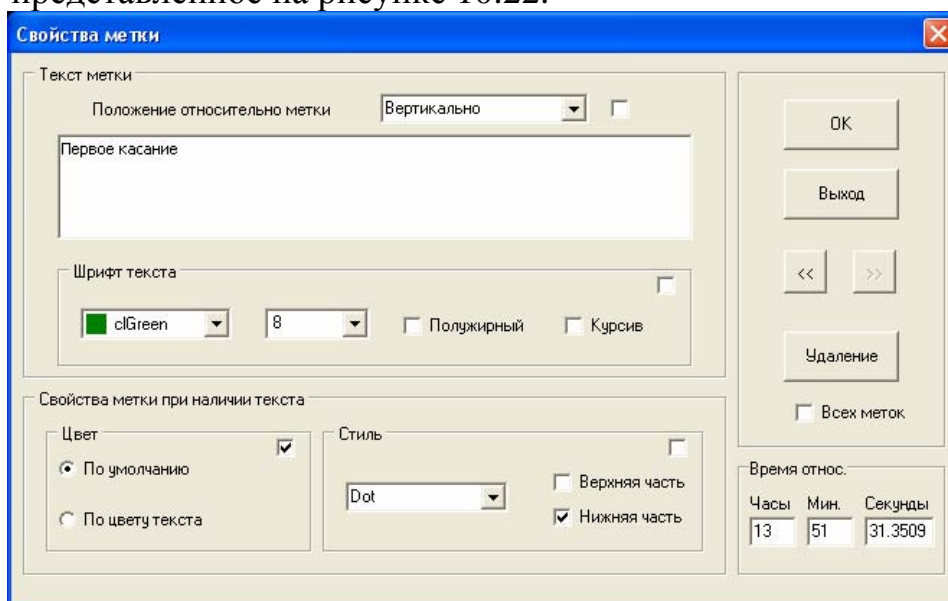 представленное на рисунке 10.22.
Свойства метки
Текст метки
Положение относительно метки
Вертикально
Первое касание
Шрифт текста
clGreen
8
Полужирный
Курсив
Свойства метки при наличии текста
Цвет
По умолчанию
По цвету текста
Стиль
Dot
Верхняя часть
Нижняя часть
OK
Выход
<<
>>
Удаление
Всех меток
Время относ.
Часы Мин. Секунды
13 51 31.3509